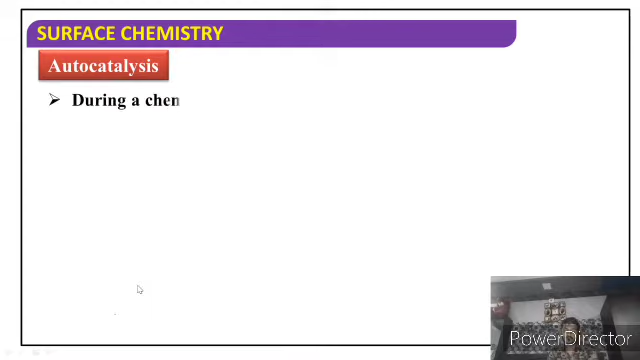 SURFACE CHEMISTRY
Autocatalysis
➢ During a chen
PowerDirector